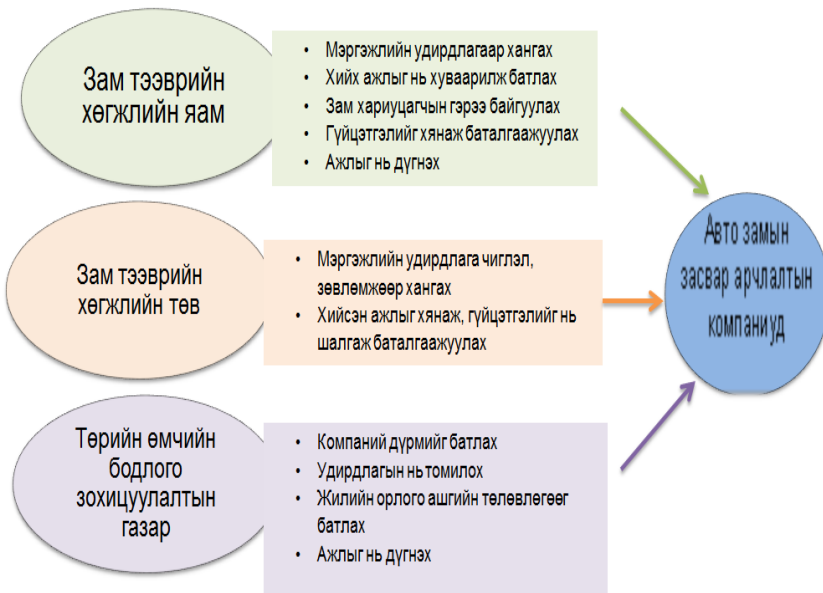 Зам тээврийн
хөгжлийн яам
• Мэргэжлийн удирдлагаар хангах
• Хийх ажлыг нь хуваарилж батлах
• Зам хариуцагчын гэрээ байгуулах
• Гүйцэтгэлийг хянаж баталгаажуулах
• Ажлыг нь дүгнэх
Зам тээврийн
хөгжлийн төв
• Мэргэжлийн удирдлага чиглэл,
зөвлөмжөөр хангах
• Хийсэн ажлыг хянаж, гүйцэтгэлийг нь
шалгаж баталгаажуулах
Төрийн өмчийн
бодлого
зохицуулалтын
газар
• Компаний дүрмийг батлах
• Удирдлагын нь томилох
• Жилийн орлого ашгийн төлөвлөгөөг
батлах
• Ажлыг нь дүгнэх
Авто замын
засвар арчлалтын
компаниуд